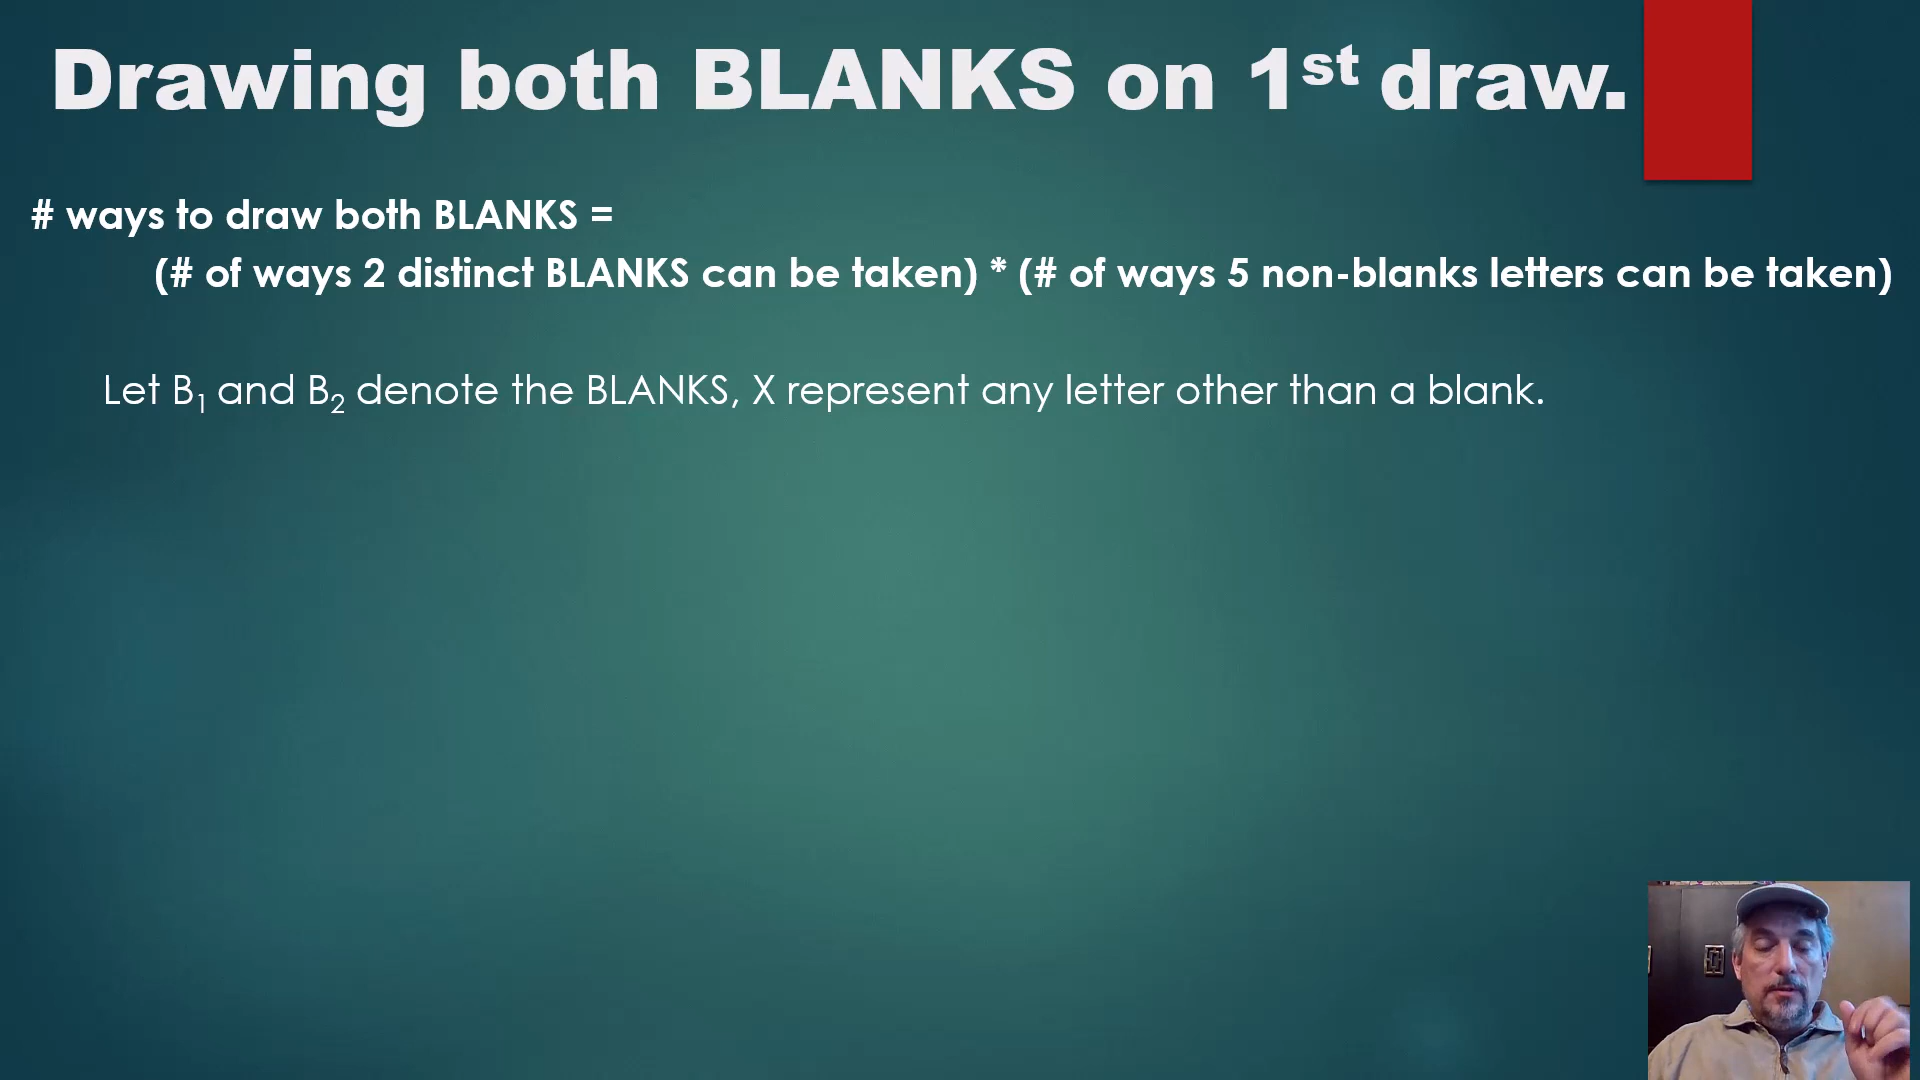 Drawing both BLANKS on 1st draw.
# ways to draw both BLANKS =
(# of ways 2 distinct BLANKS can be taken) * (# of ways 5 non-blanks letters can be taken)
Let B1 and B2 denote the BLANKS, X represent any letter other than a blank.